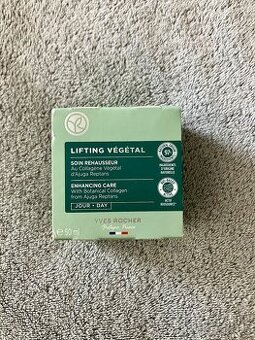 LIFTING VÉGÉTAL
SOIN REHAUSSEUR
Au Collagène Végétal
d'Ajuga Reptans
ENHANCING CARE
With Botanical Collagen
from Ajuga Reptans
JOUR • DAY
YVES ROCHER
e 50 ml